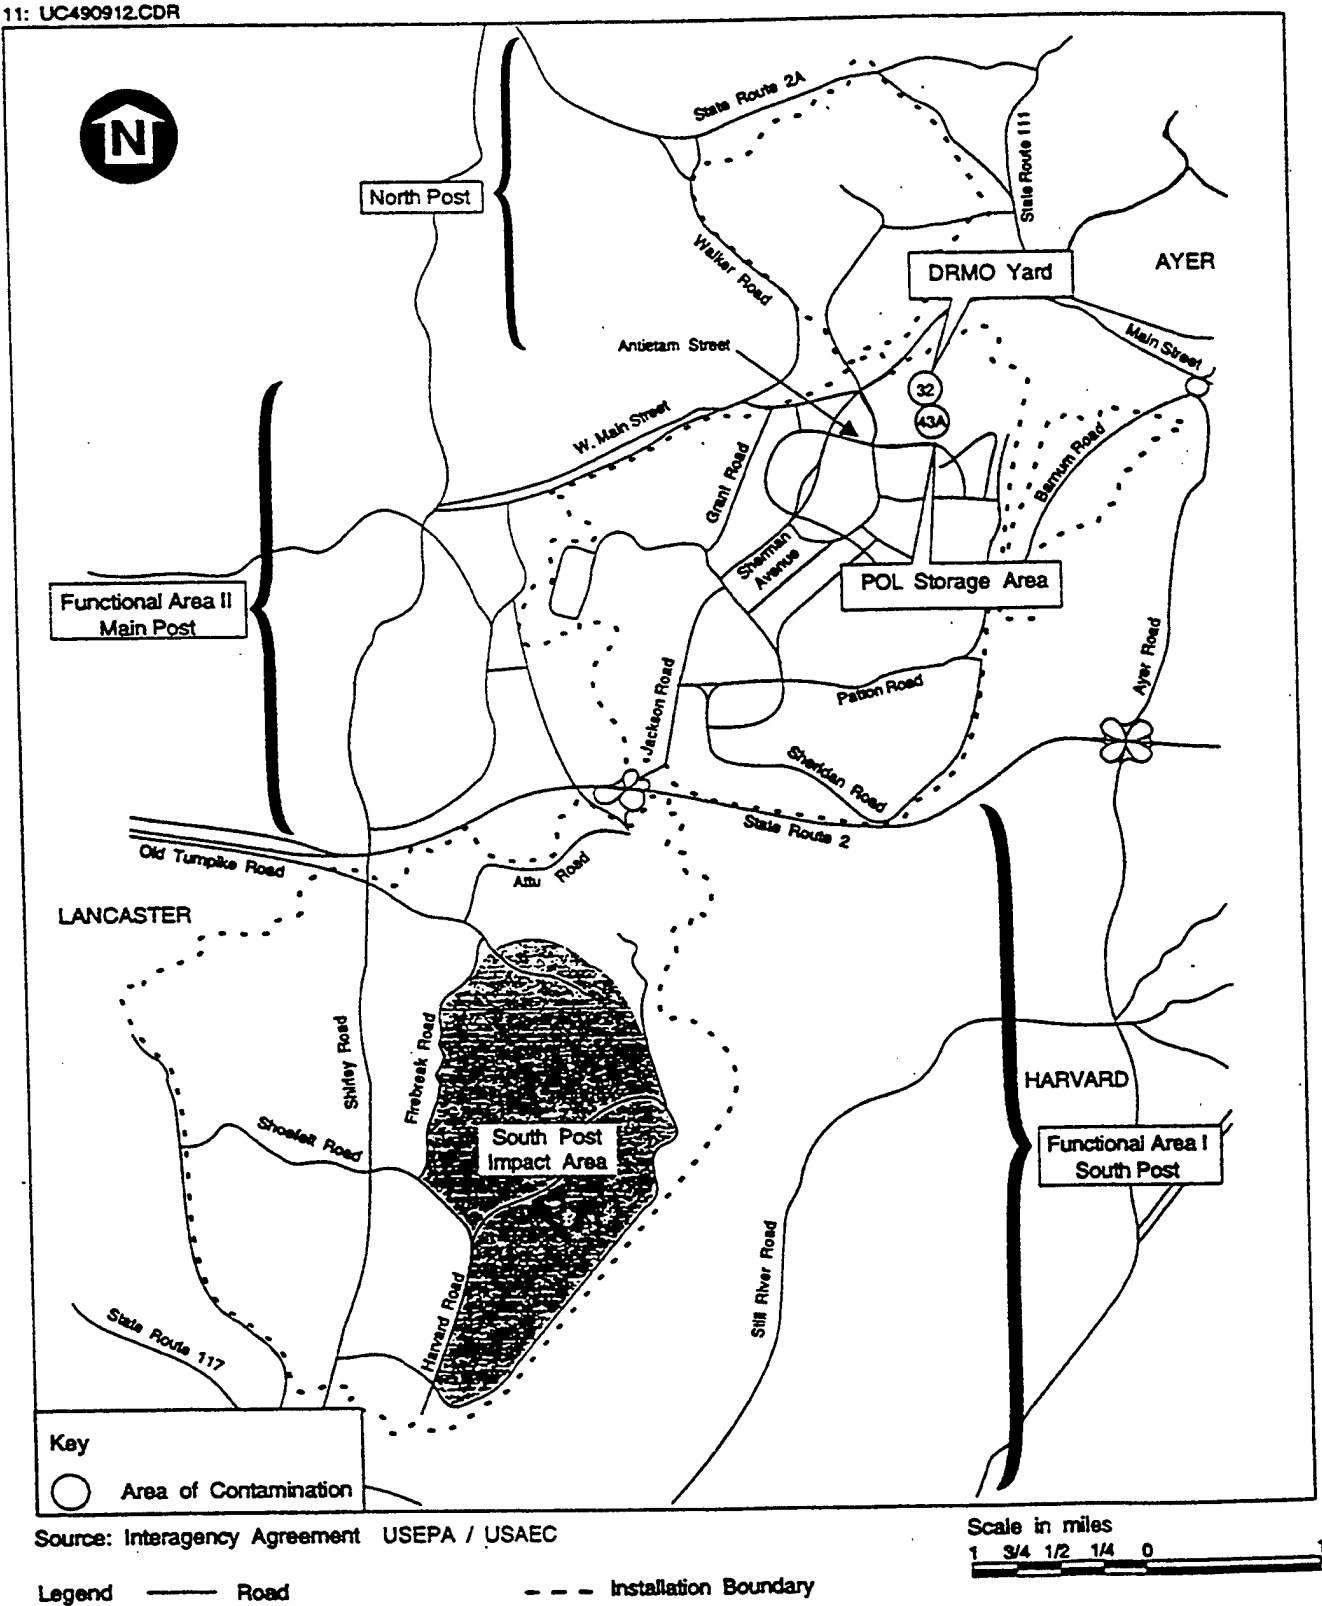 11: UC490912.CDR
N
State Route 2A
State Route 111
North Post
Walker Road
DRMO Yard
AYER
Antietam Street
Main Street
32
43A
W. Main Street
Grant Road
Barnum Road
Sherman
Avenue
POL Storage Area
Functional Area II
Main Post
Jackson Road
Patton Road
Ayer Road
Sheridan Road
State Route 2
Old Turnpike Road
Attu Road
LANCASTER
Shirley Road
Firebreak Road
HARVARD
Shoefelt Road
South Post
Impact Area
Functional Area I
South Post
Still River Road
Harvard Road
State Route 117
Key
Area of Contamination
Source: Interagency Agreement USEPA / USAEC
Scale in miles
1 3/4 1/2 1/4 0 1
Legend Road Installation Boundary